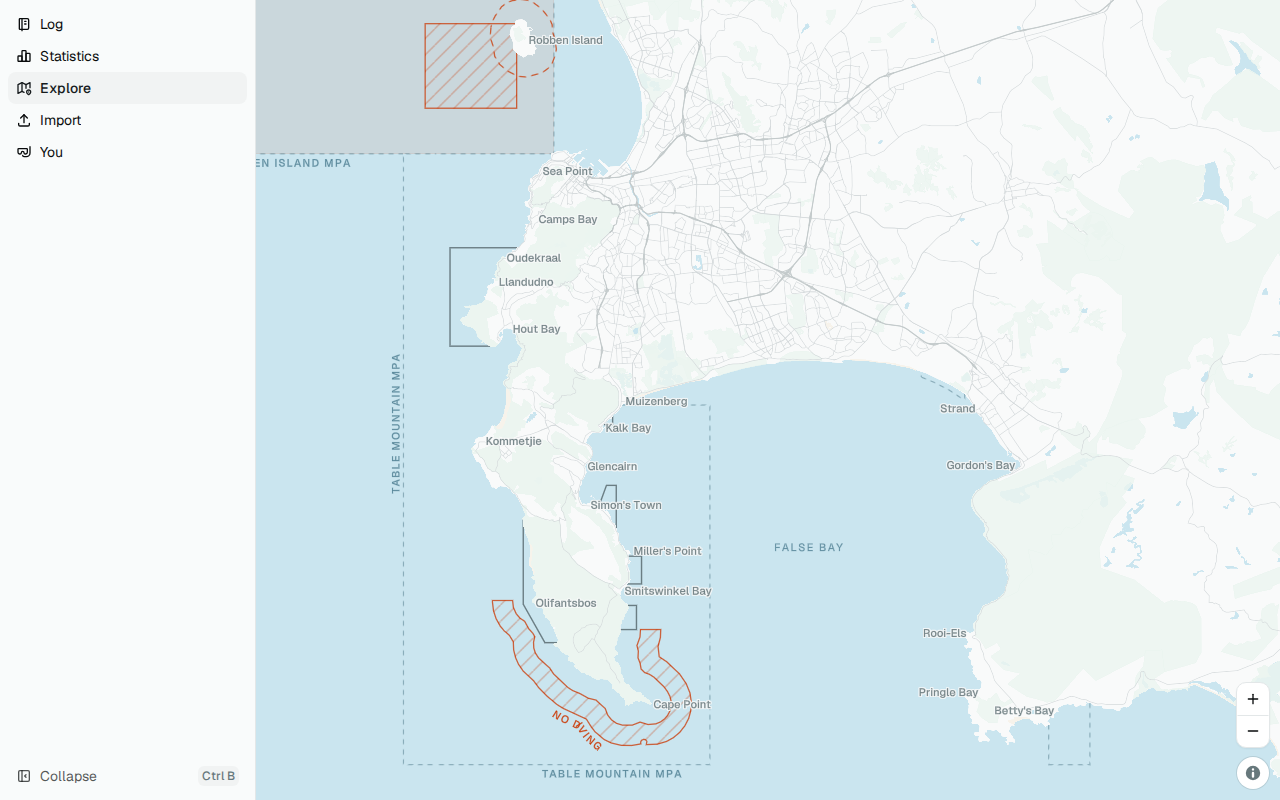 Log
Statistics
Explore
Import
You
Collapse
Ctrl B
Robben Island
EN ISLAND MPA
Sea Point
Camps Bay
Oudekraal
Llandudno
Hout Bay
TABLE MOUNTAIN MPA
Muizenberg
Kalk Bay
Strand
Kommetjie
Glencairn
Gordon's Bay
Simon's Town
FALSE BAY
Miller's Point
Smitswinkel Bay
Olifantsbos
Rooi-Els
Pringle Bay
Cape Point
Betty's Bay
NO DIVING
TABLE MOUNTAIN MPA